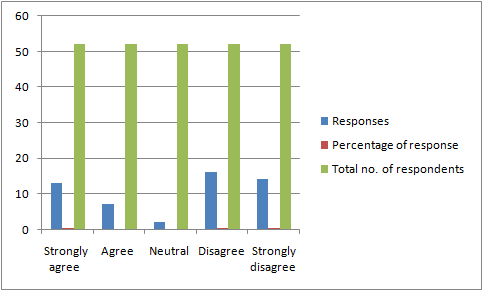 60
50
40
30
20
10
0
Strongly agree
Agree
Neutral
Disagree
Strongly disagree
Responses
Percentage of response
Total no. of respondents